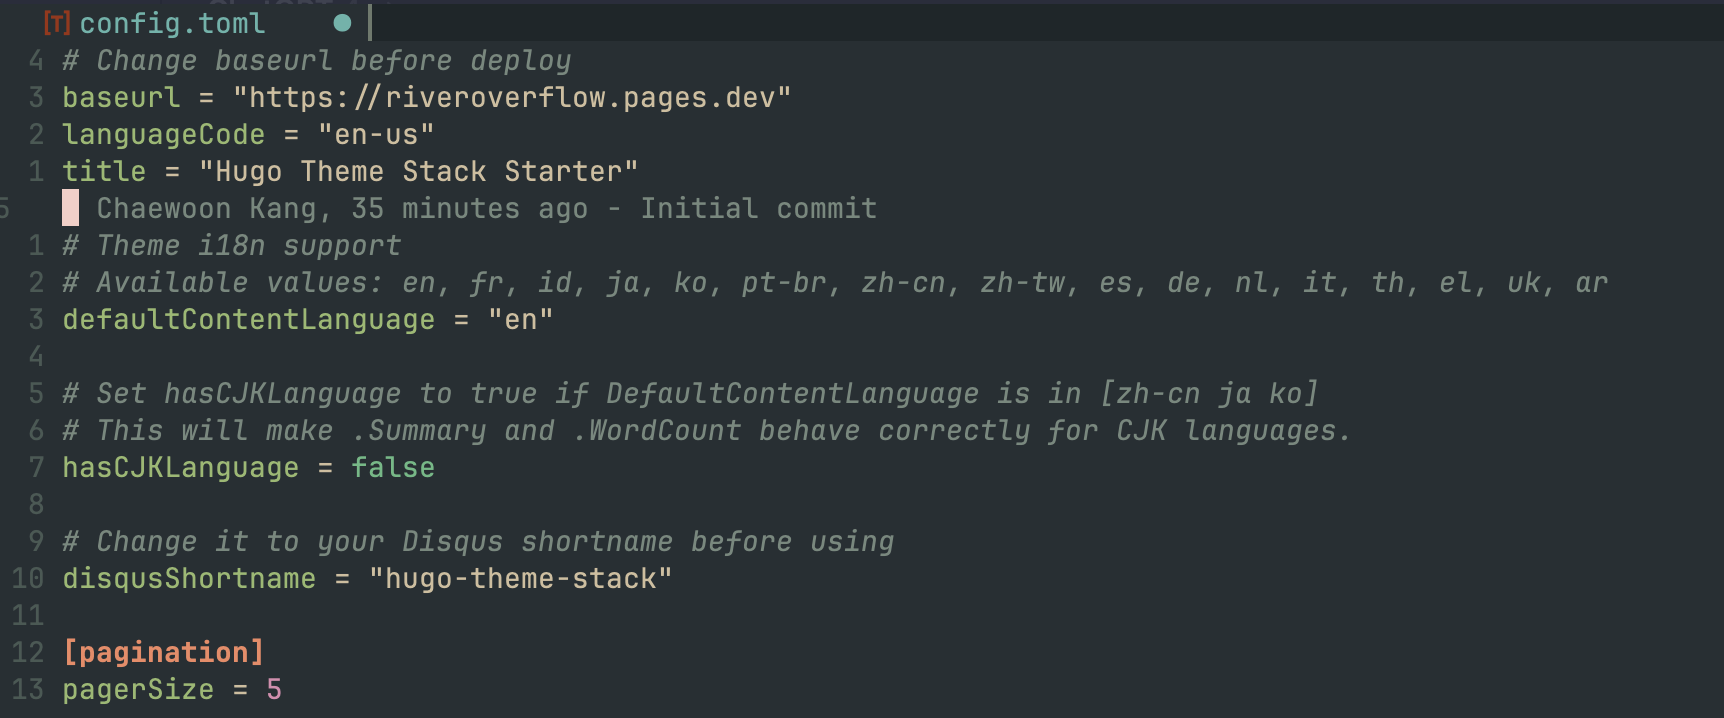 [T] config.toml ●
4 # Change baseurl before deploy
3 baseurl = "https://riveroverflow.pages.dev"
2 languageCode = "en-us"
1 title = "Hugo Theme Stack Starter"
5 Chaewoon Kang, 35 minutes ago - Initial commit
1 # Theme i18n support
2 # Available values: en, fr, id, ja, ko, pt-br, zh-cn, zh-tw, es, de, nl, it, th, el, uk, ar
3 defaultContentLanguage = "en"
4
5 # Set hasCJKLanguage to true if DefaultContentLanguage is in [zh-cn ja ko]
6 # This will make .Summary and .WordCount behave correctly for CJK languages.
7 hasCJKLanguage = false
8
9 # Change it to your Disqus shortname before using
10 disqusShortname = "hugo-theme-stack"
11
12 [pagination]
13 pagerSize = 5